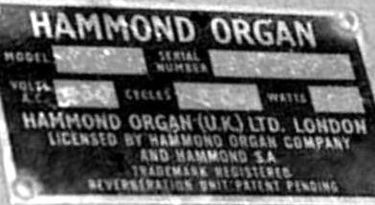 HAMMOND ORGAN
MODEL SERIAL NUMBER
VOLTS A.C. CYCLES WATTS
HAMMOND ORGAN (U.K.) LTD. LONDON
LICENSED BY HAMMOND ORGAN COMPANY
AND HAMMOND S.A
TRADEMARK REGISTERED
REVERBERATION UNIT PATENT PENDING